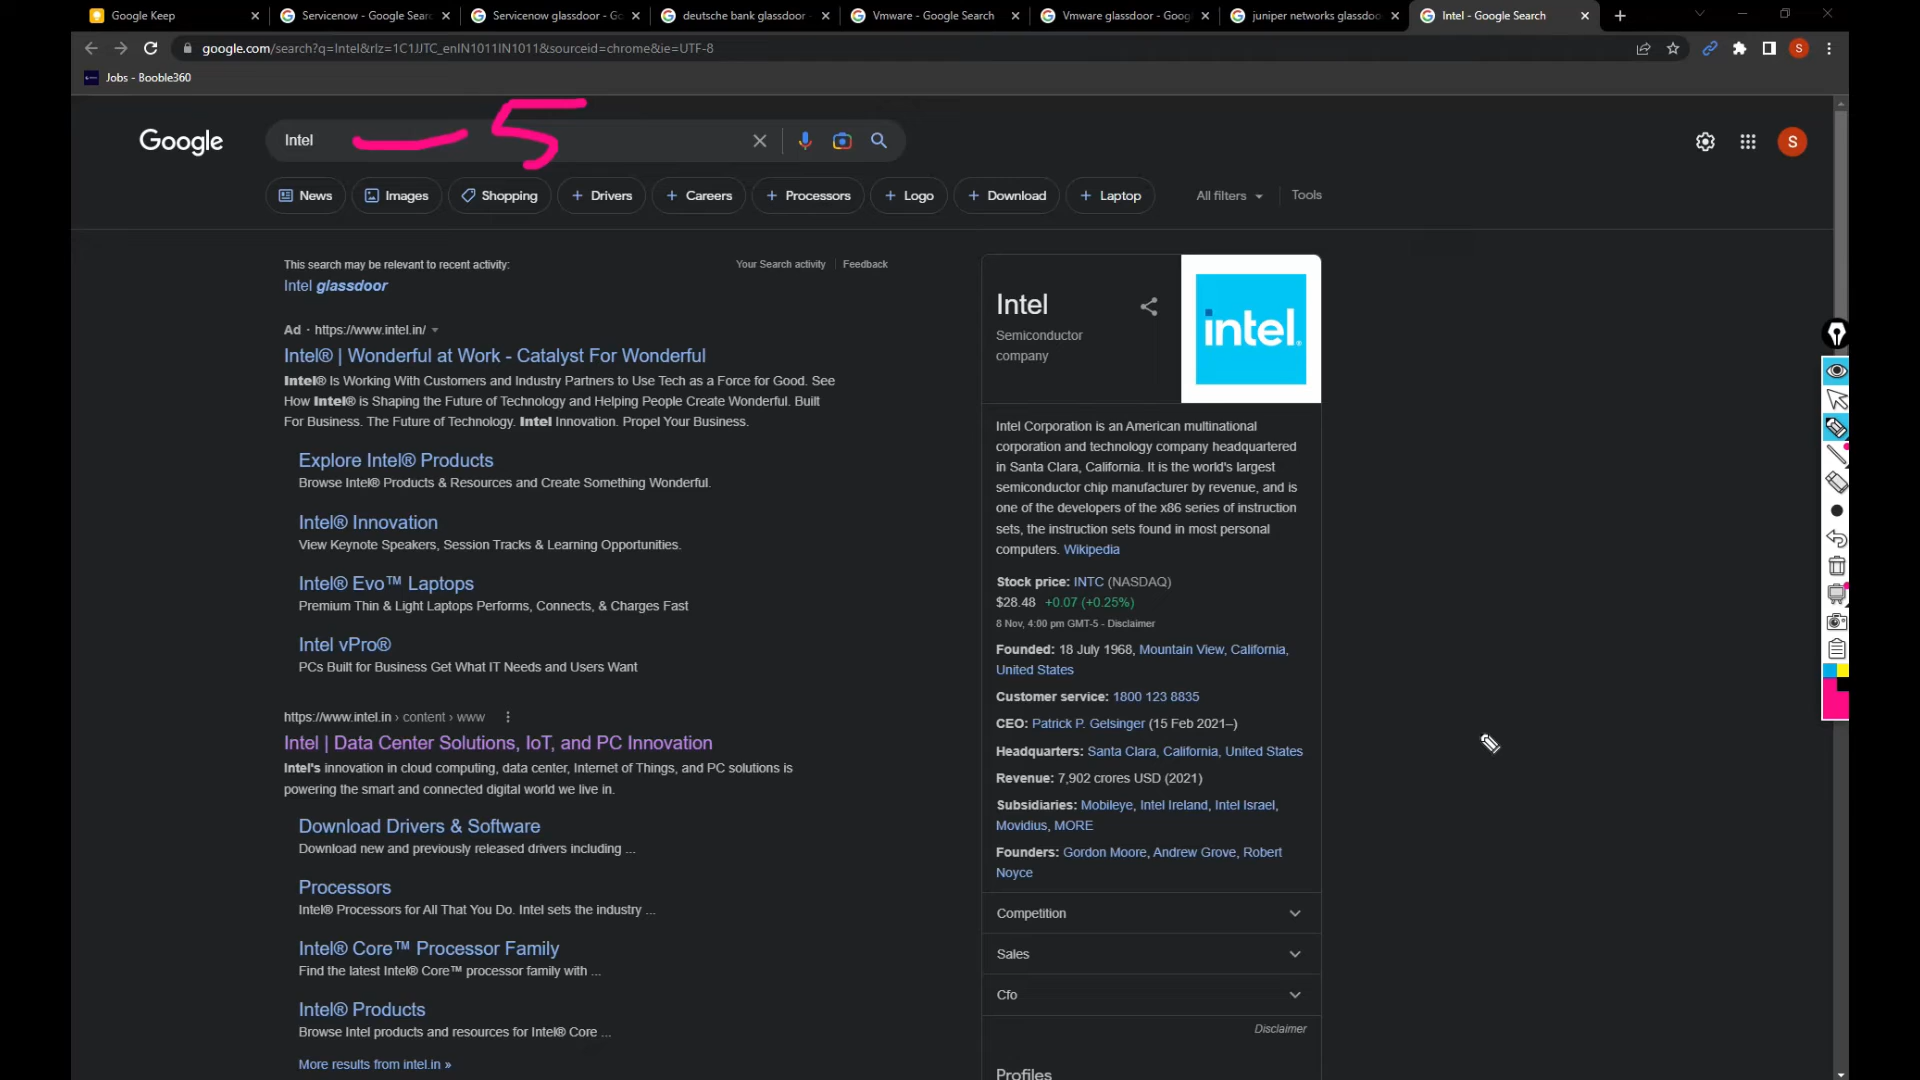 Google Keep
Servicenow - Google Sear
Servicenow glassdoor - Go
deutsche bank glassdoor -
Vmware - Google Search
Vmware glassdoor - Goog
juniper networks glassdoo
Intel - Google Search
google.com/search?q=Intel&rlz=1C1JJTC_enIN1011IN1011&sourceid=chrome&ie=UTF-8
S
Jobs - Booble360
Google
Intel
— 5
S
News
Images
Shopping
+ Drivers
+ Careers
+ Processors
+ Logo
+ Download
+ Laptop
All filters
Tools
This search may be relevant to recent activity:
Your Search activity
Feedback
Intel glassdoor
Ad · https://www.intel.in/
Intel® | Wonderful at Work - Catalyst For Wonderful
Intel® Is Working With Customers and Industry Partners to Use Tech as a Force for Good. See
How Intel® is Shaping the Future of Technology and Helping People Create Wonderful. Built
For Business. The Future of Technology. Intel Innovation. Propel Your Business.
Explore Intel® Products
Browse Intel® Products & Resources and Create Something Wonderful.
Intel® Innovation
View Keynote Speakers, Session Tracks & Learning Opportunities.
Intel® Evo™ Laptops
Premium Thin & Light Laptops Performs, Connects, & Charges Fast
Intel vPro®
PCs Built for Business Get What IT Needs and Users Want
https://www.intel.in › content › www
Intel | Data Center Solutions, IoT, and PC Innovation
Intel's innovation in cloud computing, data center, Internet of Things, and PC solutions is
powering the smart and connected digital world we live in.
Download Drivers & Software
Download new and previously released drivers including ...
Processors
Intel® Processors for All That You Do. Intel sets the industry ...
Intel® Core™ Processor Family
Find the latest Intel® Core™ processor family with ...
Intel® Products
Browse Intel products and resources for Intel® Core ...
More results from intel.in »
Intel
Semiconductor
company
intel.
Intel Corporation is an American multinational
corporation and technology company headquartered
in Santa Clara, California. It is the world's largest
semiconductor chip manufacturer by revenue, and is
one of the developers of the x86 series of instruction
sets, the instruction sets found in most personal
computers. Wikipedia
Stock price: INTC (NASDAQ)
$28.48 +0.07 (+0.25%)
8 Nov, 4:00 pm GMT-5 - Disclaimer
Founded: 18 July 1968, Mountain View, California,
United States
Customer service: 1800 123 8835
CEO: Patrick P. Gelsinger (15 Feb 2021–)
Headquarters: Santa Clara, California, United States
Revenue: 7,902 crores USD (2021)
Subsidiaries: Mobileye, Intel Ireland, Intel Israel,
Movidius, MORE
Founders: Gordon Moore, Andrew Grove, Robert
Noyce
Competition
Sales
Cfo
Disclaimer
Profiles